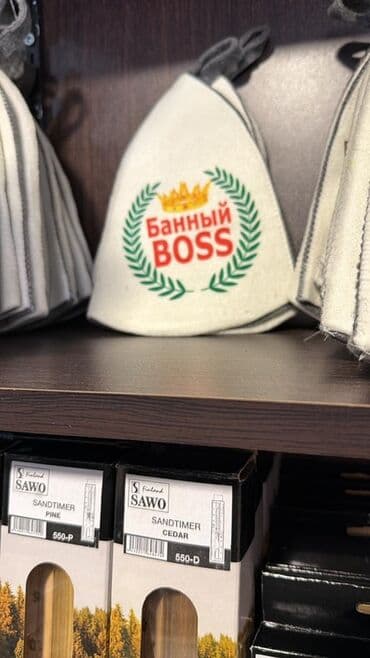 Банный
BOSS
Finland
SAWO
SANDTIMER
PINE
550-P
Finland
SAWO
SANDTIMER
CEDAR
550-D